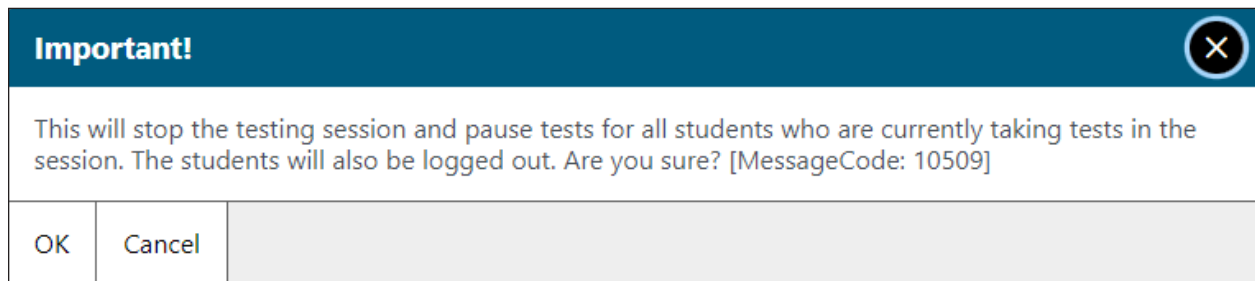 Important!
This will stop the testing session and pause tests for all students who are currently taking tests in the
session. The students will also be logged out. Are you sure? [MessageCode: 10509]
OK
Cancel